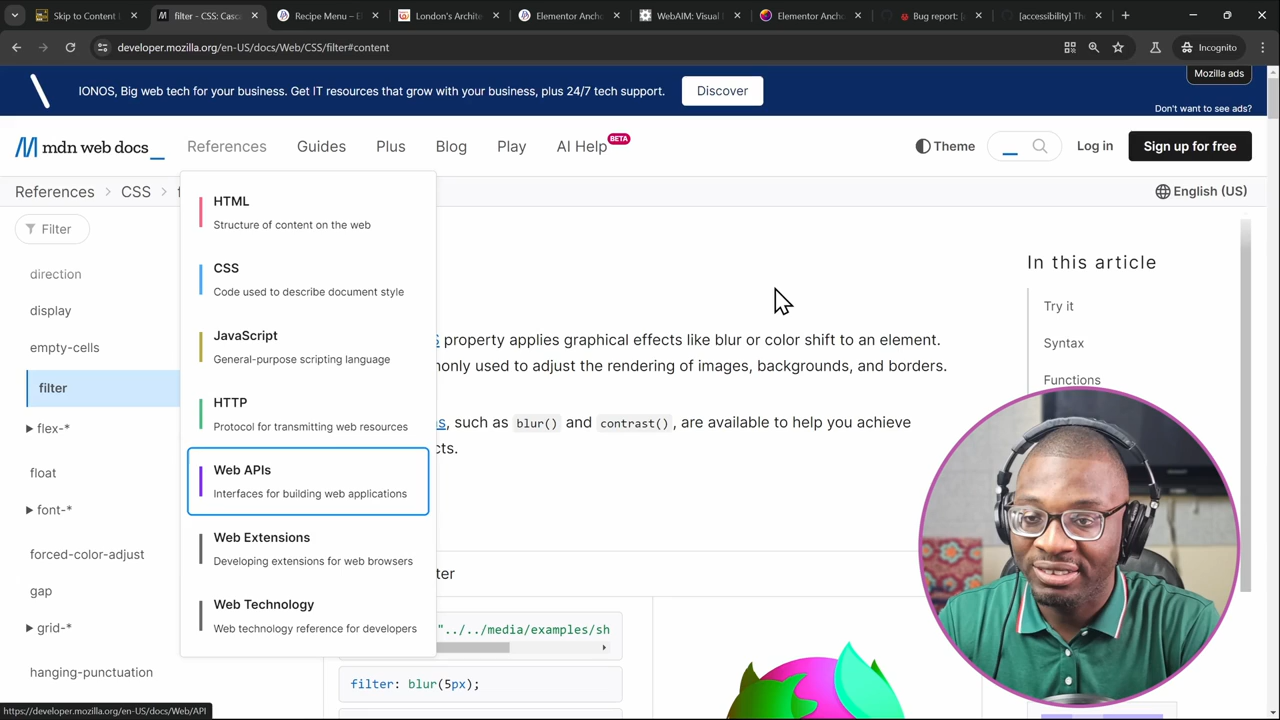 Skip to Content
filter - CSS: Casca
Recipe Menu – E
London's Archite
Elementor Ancho
WebAIM: Visual D
Elementor Ancho
Bug report: [
[accessibility] Th
developer.mozilla.org/en-US/docs/Web/CSS/filter#content
Incognito
IONOS, Big web tech for your business. Get IT resources that grow with your business, plus 24/7 tech support.
Discover
Mozilla ads
Don't want to see ads?
mdn web docs
References
Guides
Plus
Blog
Play
AI Help
BETA
Theme
Log in
Sign up for free
References
CSS
English (US)
Filter
direction
display
empty-cells
filter
flex-*
float
font-*
forced-color-adjust
gap
grid-*
hanging-punctuation
HTML
Structure of content on the web
CSS
Code used to describe document style
JavaScript
General-purpose scripting language
HTTP
Protocol for transmitting web resources
Web APIs
Interfaces for building web applications
Web Extensions
Developing extensions for web browsers
Web Technology
Web technology reference for developers
property applies graphical effects like blur or color shift to an element.
only used to adjust the rendering of images, backgrounds, and borders.
, such as blur() and contrast(), are available to help you achieve
cts.
ter
"../../media/examples/sh
filter: blur(5px);
In this article
Try it
Syntax
Functions
https://developer.mozilla.org/en-US/docs/Web/API